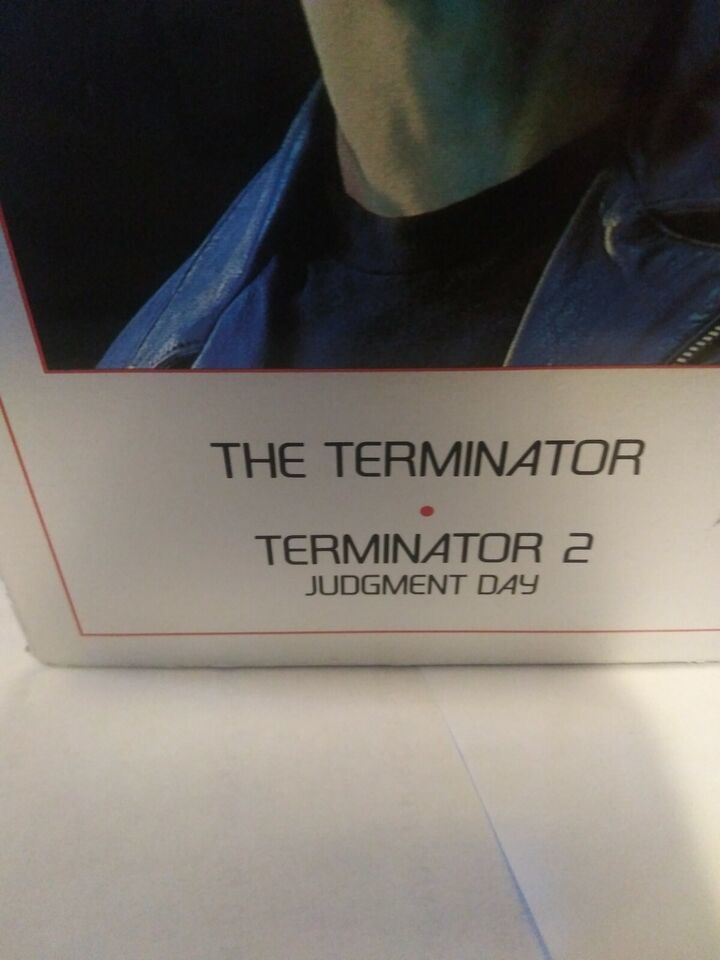 THE TERMINATOR
•
TERMINATOR 2
JUDGMENT DAY